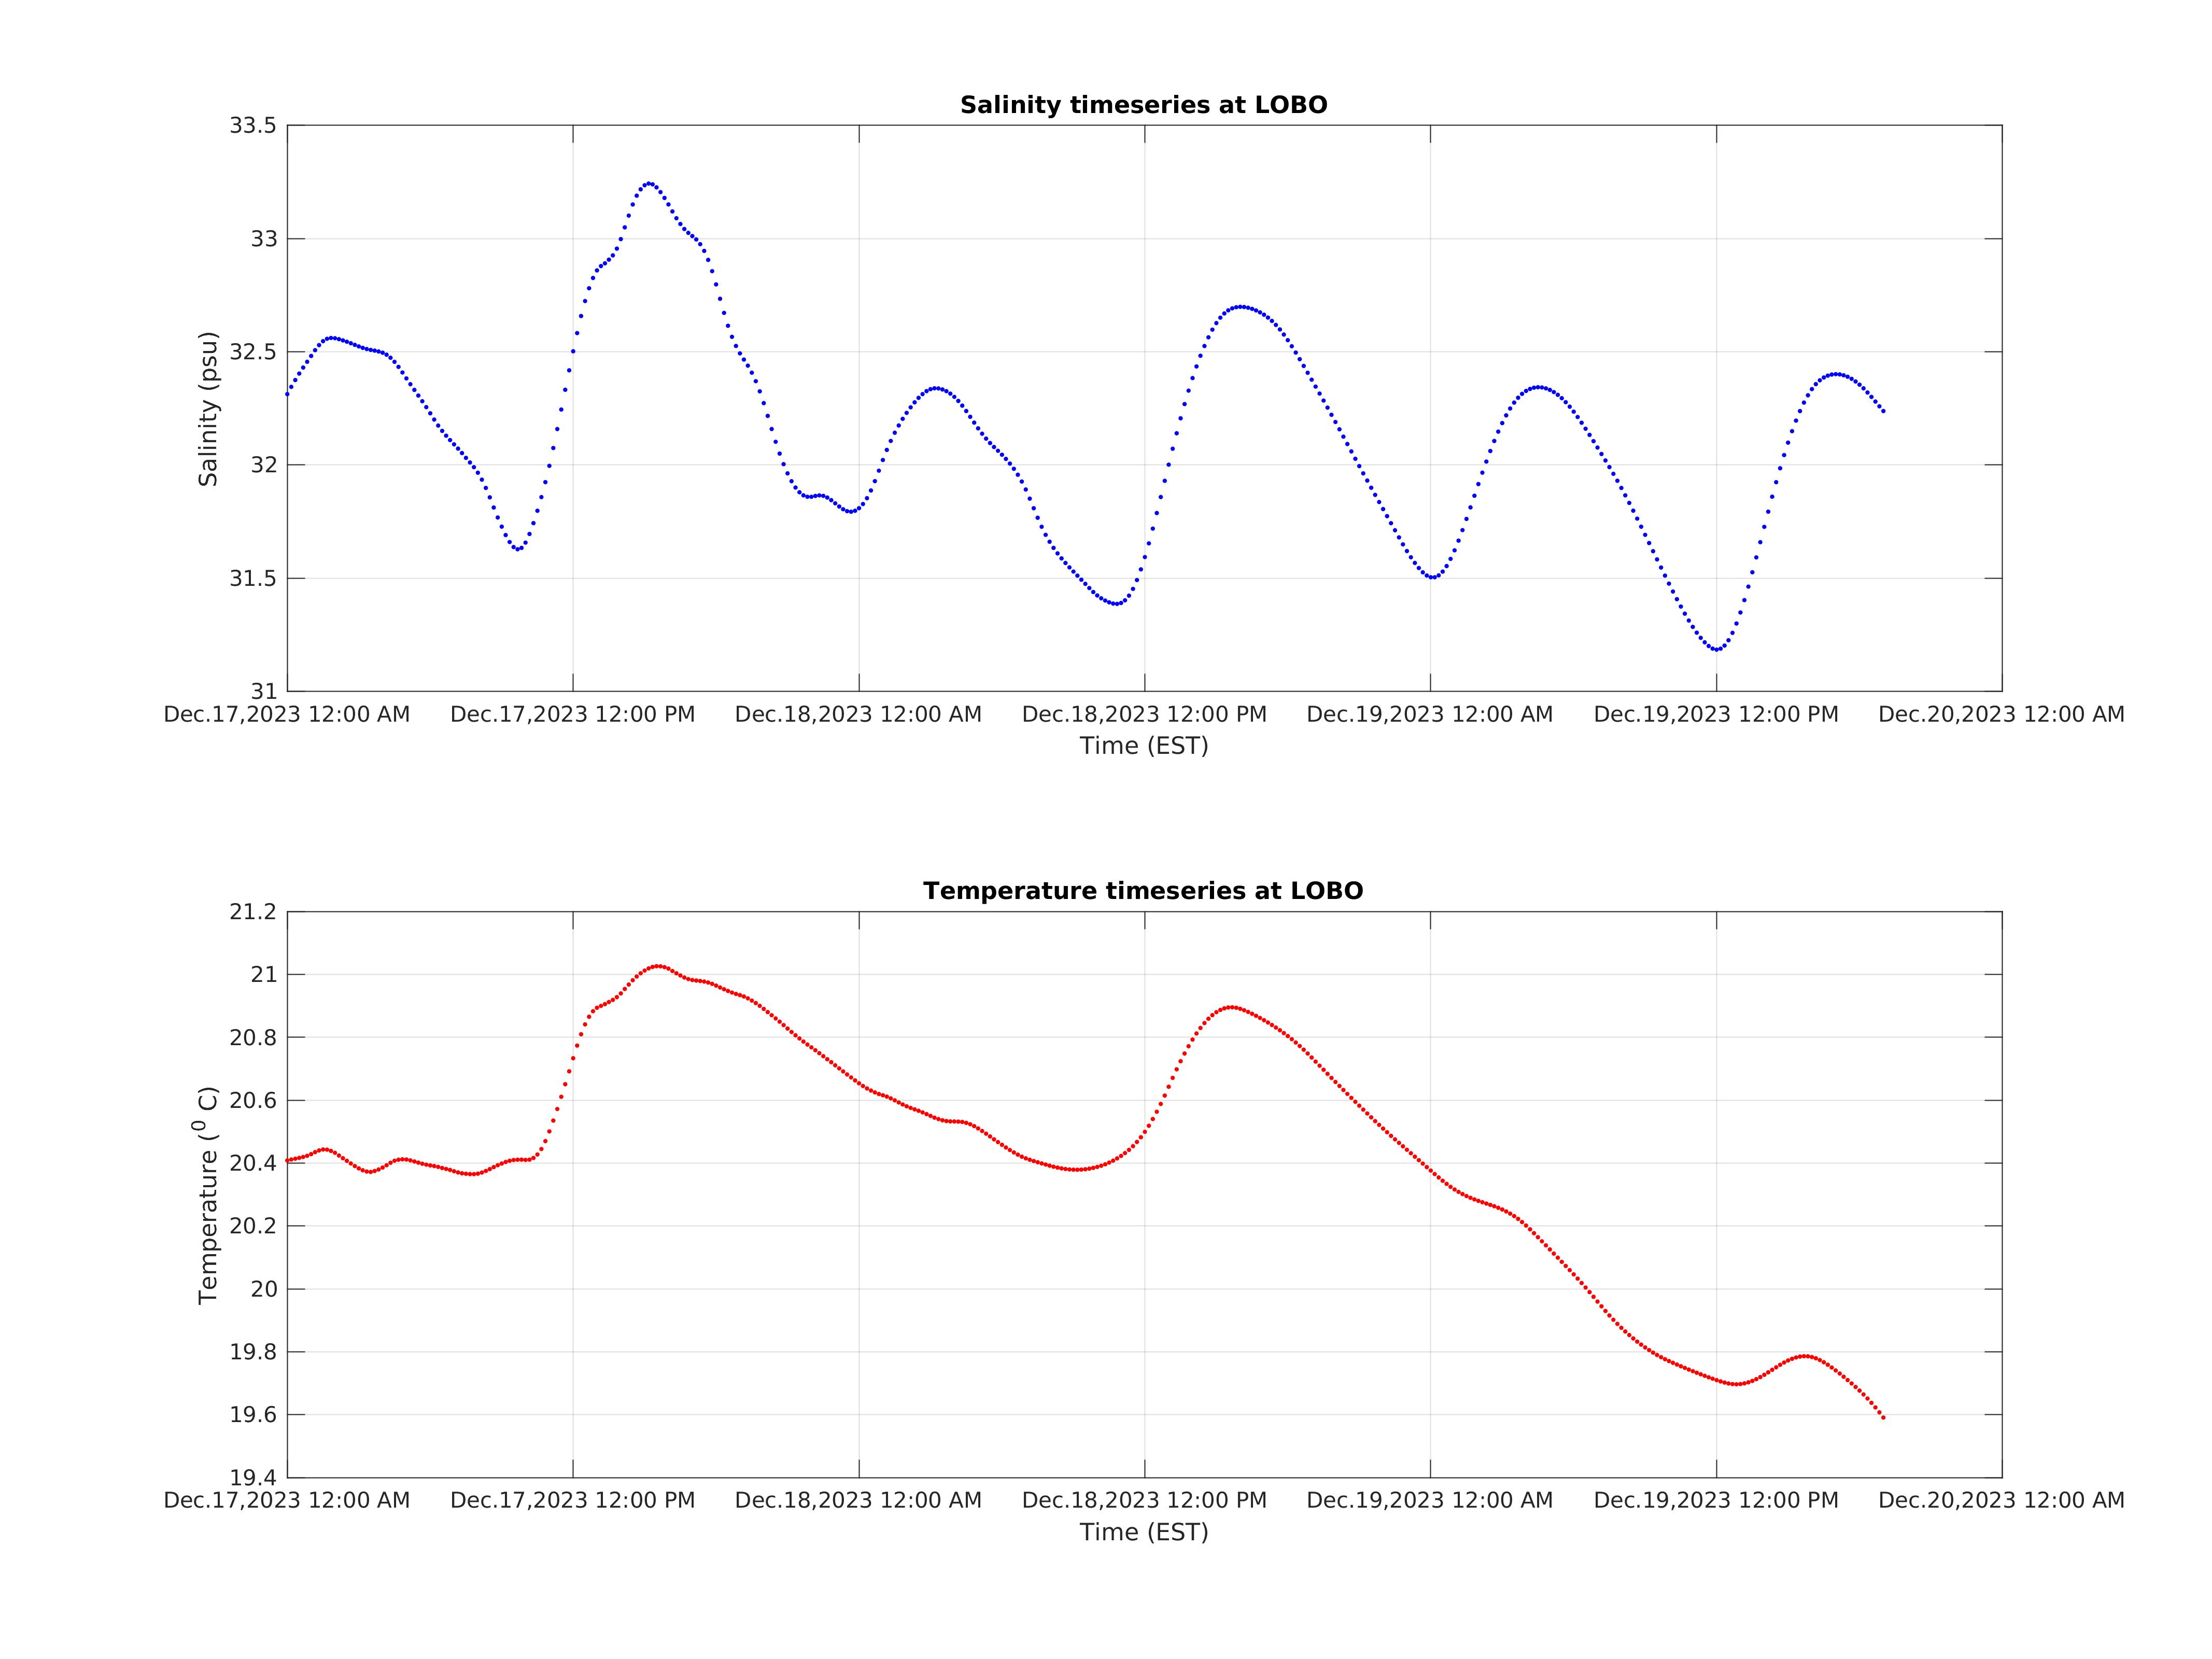 Salinity timeseries at LOBO
33.5
33
32.5
32
31.5
31
Salinity (psu)
Dec.17,2023 12:00 AM Dec.17,2023 12:00 PM Dec.18,2023 12:00 AM Dec.18,2023 12:00 PM Dec.19,2023 12:00 AM Dec.19,2023 12:00 PM Dec.20,2023 12:00 AM
Time (EST)
Temperature timeseries at LOBO
21.2
21
20.8
20.6
20.4
20.2
20
19.8
19.6
19.4
Temperature (⁰ C)
Dec.17,2023 12:00 AM Dec.17,2023 12:00 PM Dec.18,2023 12:00 AM Dec.18,2023 12:00 PM Dec.19,2023 12:00 AM Dec.19,2023 12:00 PM Dec.20,2023 12:00 AM
Time (EST)